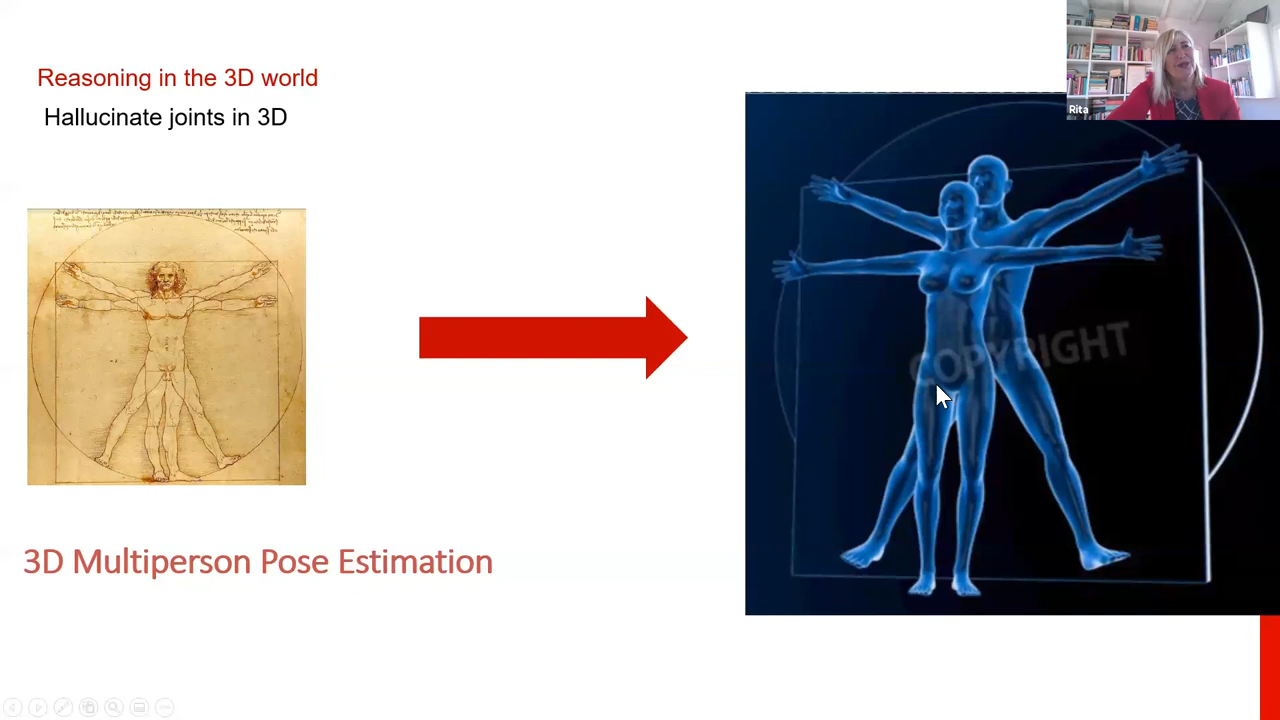 Reasoning in the 3D world
Hallucinate joints in 3D
Rita
COPYRIGHT
3D Multiperson Pose Estimation